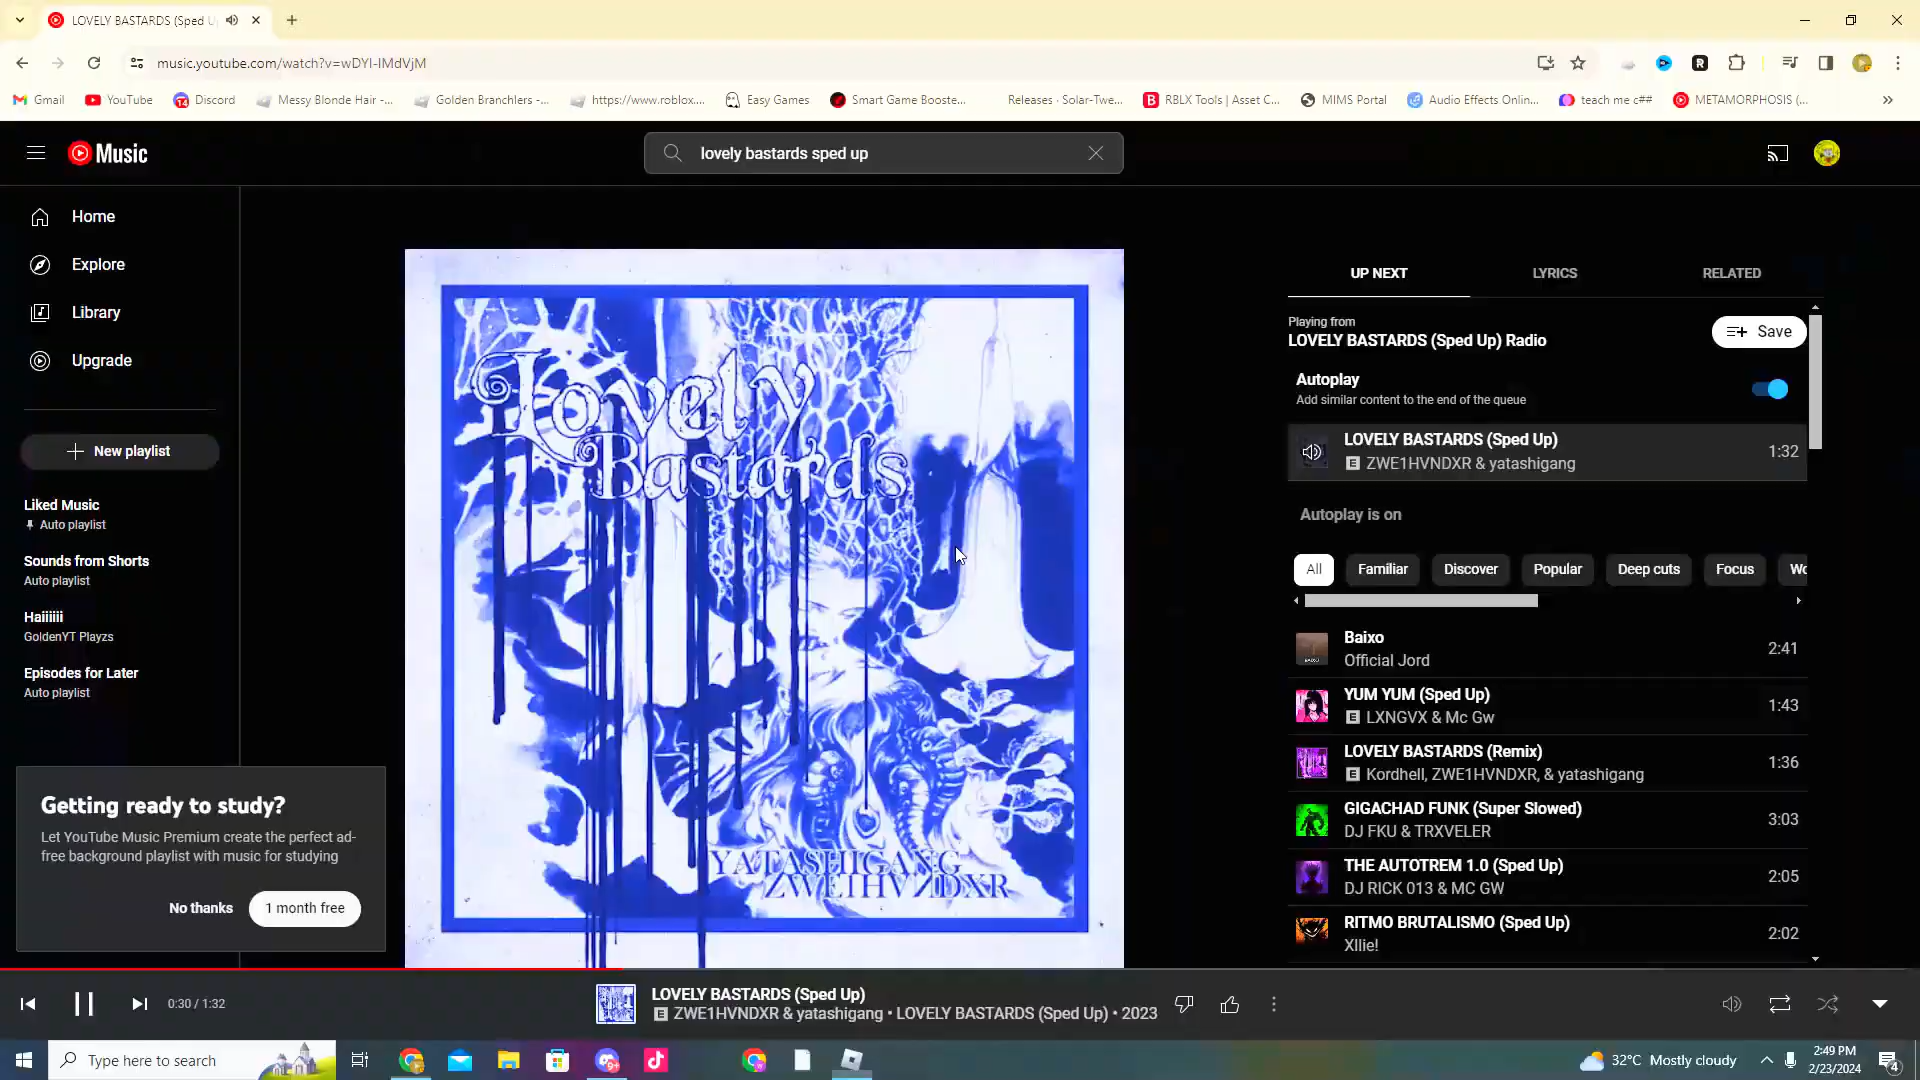 LOVELY BASTARDS (Sped U
music.youtube.com/watch?v=wDYI-IMdVjM
Gmail
YouTube
Discord
Messy Blonde Hair -...
Golden Branchlers -...
https://www.roblox....
Easy Games
Smart Game Booste...
Releases · Solar-Twe...
RBLX Tools | Asset C...
MIMS Portal
Audio Effects Onlin...
teach me c##
METAMORPHOSIS (...
Music
lovely bastards sped up
Home
Explore
Library
Upgrade
New playlist
Liked Music
Auto playlist
Sounds from Shorts
Auto playlist
Haiiiiii
GoldenYT Playzs
Episodes for Later
Auto playlist
Getting ready to study?
Let YouTube Music Premium create the perfect ad-
free background playlist with music for studying
No thanks
1 month free
Lovely
Bastards
YATASHIGANG
ZWE1HVNDXR
UP NEXT
LYRICS
RELATED
Playing from
LOVELY BASTARDS (Sped Up) Radio
Save
Autoplay
Add similar content to the end of the queue
LOVELY BASTARDS (Sped Up)
E ZWE1HVNDXR & yatashigang
1:32
Autoplay is on
All
Familiar
Discover
Popular
Deep cuts
Focus
Wo
Baixo
Official Jord
2:41
YUM YUM (Sped Up)
E LXNGVX & Mc Gw
1:43
LOVELY BASTARDS (Remix)
E Kordhell, ZWE1HVNDXR, & yatashigang
1:36
GIGACHAD FUNK (Super Slowed)
DJ FKU & TRXVELER
3:03
THE AUTOTREM 1.0 (Sped Up)
DJ RICK 013 & MC GW
2:05
RITMO BRUTALISMO (Sped Up)
Xllie!
2:02
0:30 / 1:32
LOVELY BASTARDS (Sped Up)
E ZWE1HVNDXR & yatashigang • LOVELY BASTARDS (Sped Up) • 2023
Type here to search
32°C Mostly cloudy
2:49 PM
2/23/2024